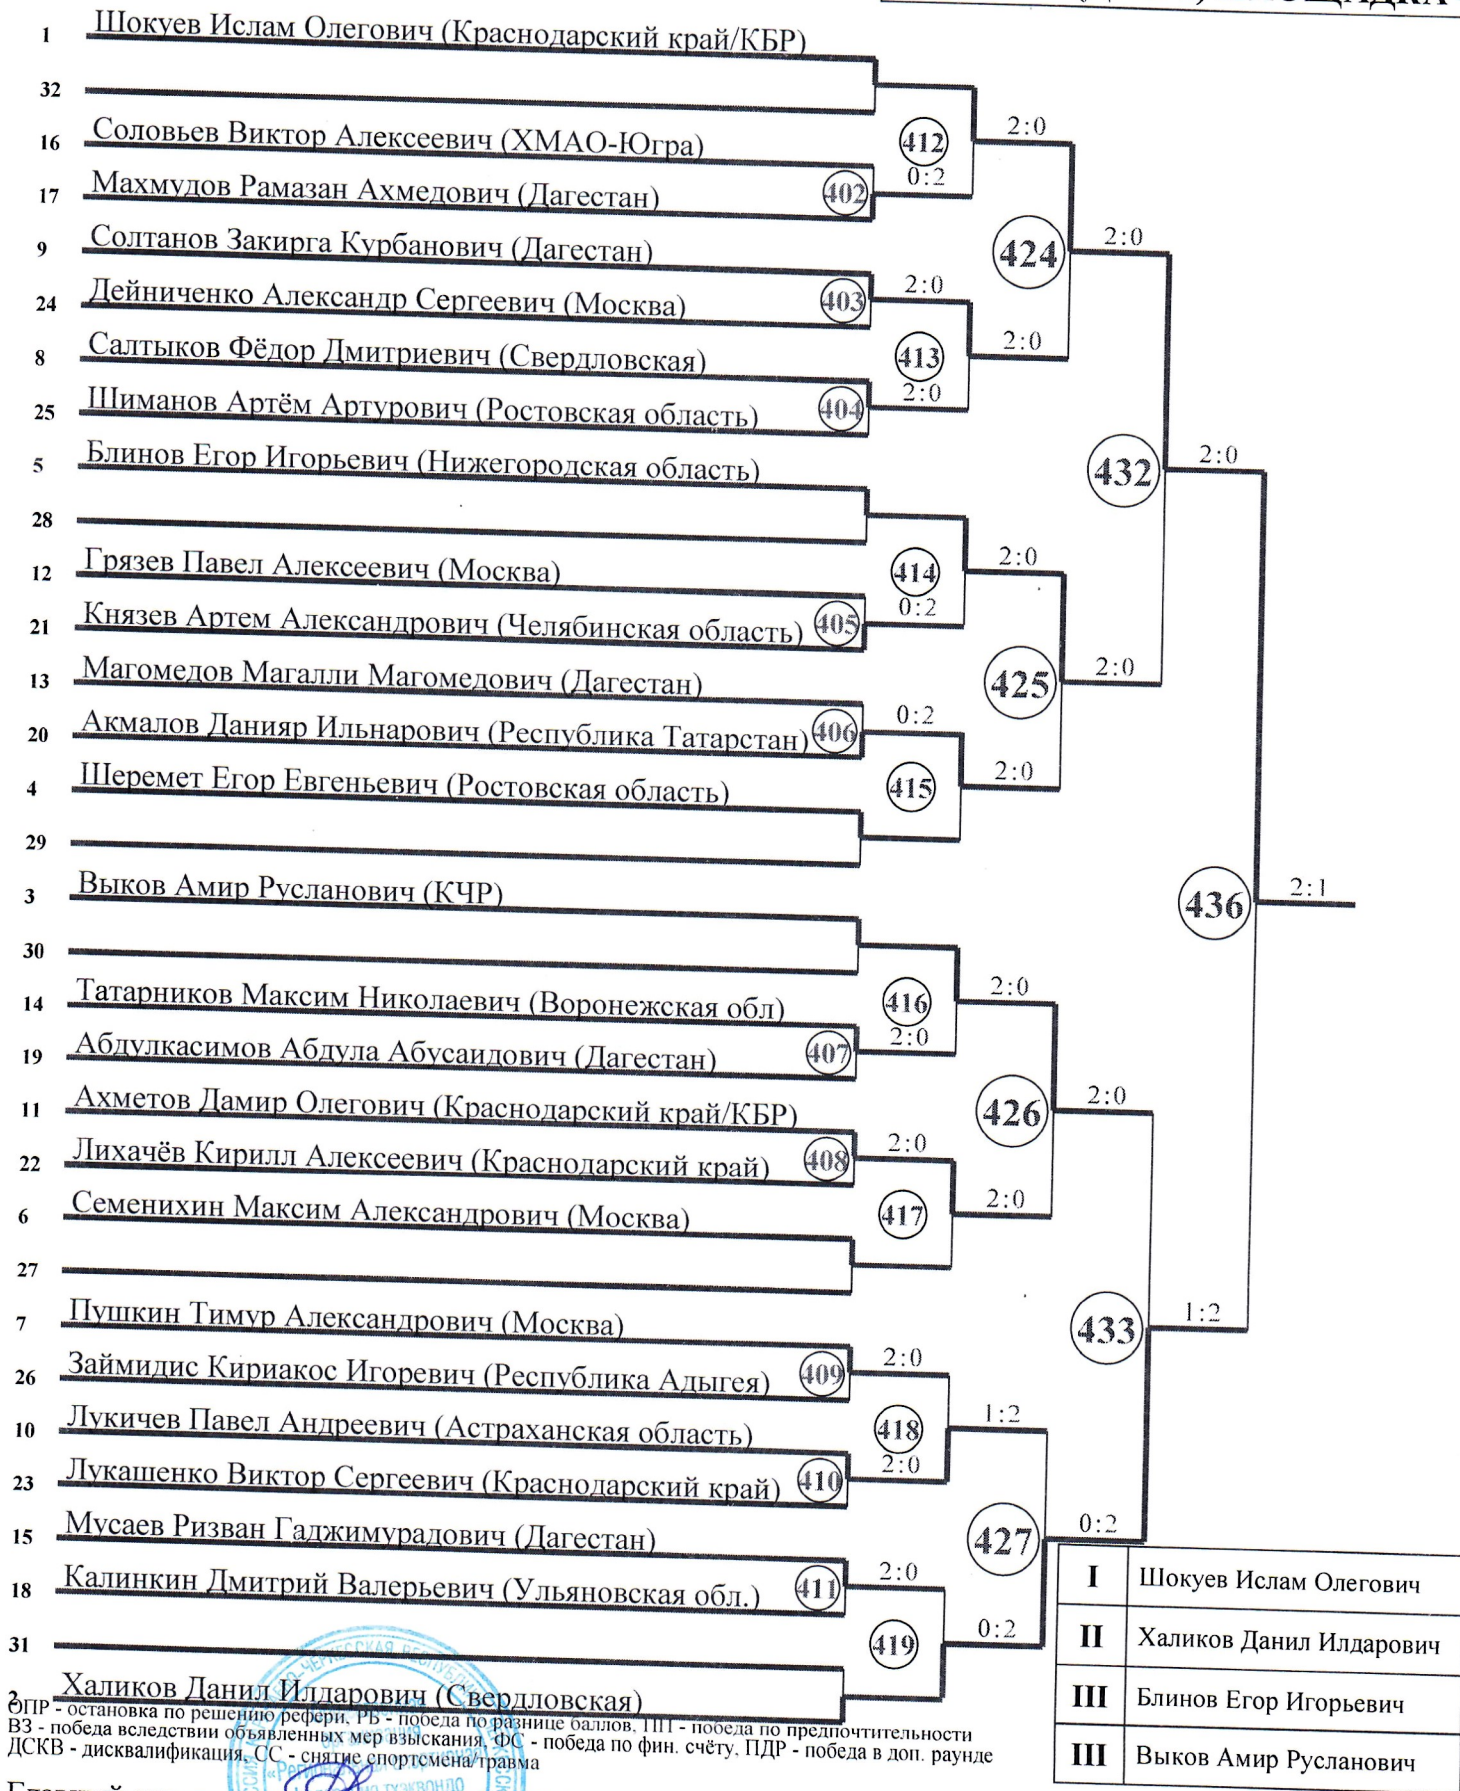 ПЛОЩАДКА
1 Шокуев Ислам Олегович (Краснодарский край/КБР)
32
16 Соловьев Виктор Алексеевич (ХМАО-Югра)
412
2:0
0:2
17 Махмудов Рамазан Ахмедович (Дагестан) 402
9 Солтанов Закирга Курбанович (Дагестан)
424
2:0
24 Дейниченко Александр Сергеевич (Москва) 403
2:0
8 Салтыков Фёдор Дмитриевич (Свердловская)
413
2:0
2:0
25 Шиманов Артём Артурович (Ростовская область) 404
5 Блинов Егор Игорьевич (Нижегородская область)
432
2:0
28
12 Грязев Павел Алексеевич (Москва)
414
2:0
0:2
21 Князев Артем Александрович (Челябинская область) 405
13 Магомедов Магалли Магомедович (Дагестан)
425
2:0
20 Акмалов Данияр Ильнарович (Республика Татарстан) 406
0:2
4 Шеремет Егор Евгеньевич (Ростовская область)
415
2:0
29
3 Выков Амир Русланович (КЧР)
436
2:1
30
14 Татарников Максим Николаевич (Воронежская обл)
416
2:0
2:0
19 Абдулкасимов Абдула Абусаидович (Дагестан) 407
11 Ахметов Дамир Олегович (Краснодарский край/КБР)
426
2:0
22 Лихачёв Кирилл Алексеевич (Краснодарский край) 408
2:0
6 Семенихин Максим Александрович (Москва)
417
2:0
27
7 Пушкин Тимур Александрович (Москва)
433
1:2
26 Займидис Кириакос Игоревич (Республика Адыгея) 409
2:0
10 Лукичев Павел Андреевич (Астраханская область)
418
1:2
2:0
23 Лукашенко Виктор Сергеевич (Краснодарский край) 410
15 Мусаев Ризван Гаджимурадович (Дагестан)
427
0:2
18 Калинкин Дмитрий Валерьевич (Ульяновская обл.) 411
2:0
31
419
0:2
2 Халиков Данил Илдарович (Свердловская)
I Шокуев Ислам Олегович
II Халиков Данил Илдарович
III Блинов Егор Игорьевич
III Выков Амир Русланович
ОПР - остановка по решению рефери, РБ - победа по разнице баллов, ПП - победа по предпочтительности
ВЗ - победа вследствии объявленных мер взыскания, ФС - победа по фин. счёту, ПДР - победа в доп. раунде
ДСКВ - дисквалификация, СС - снятие спортсмена/травма